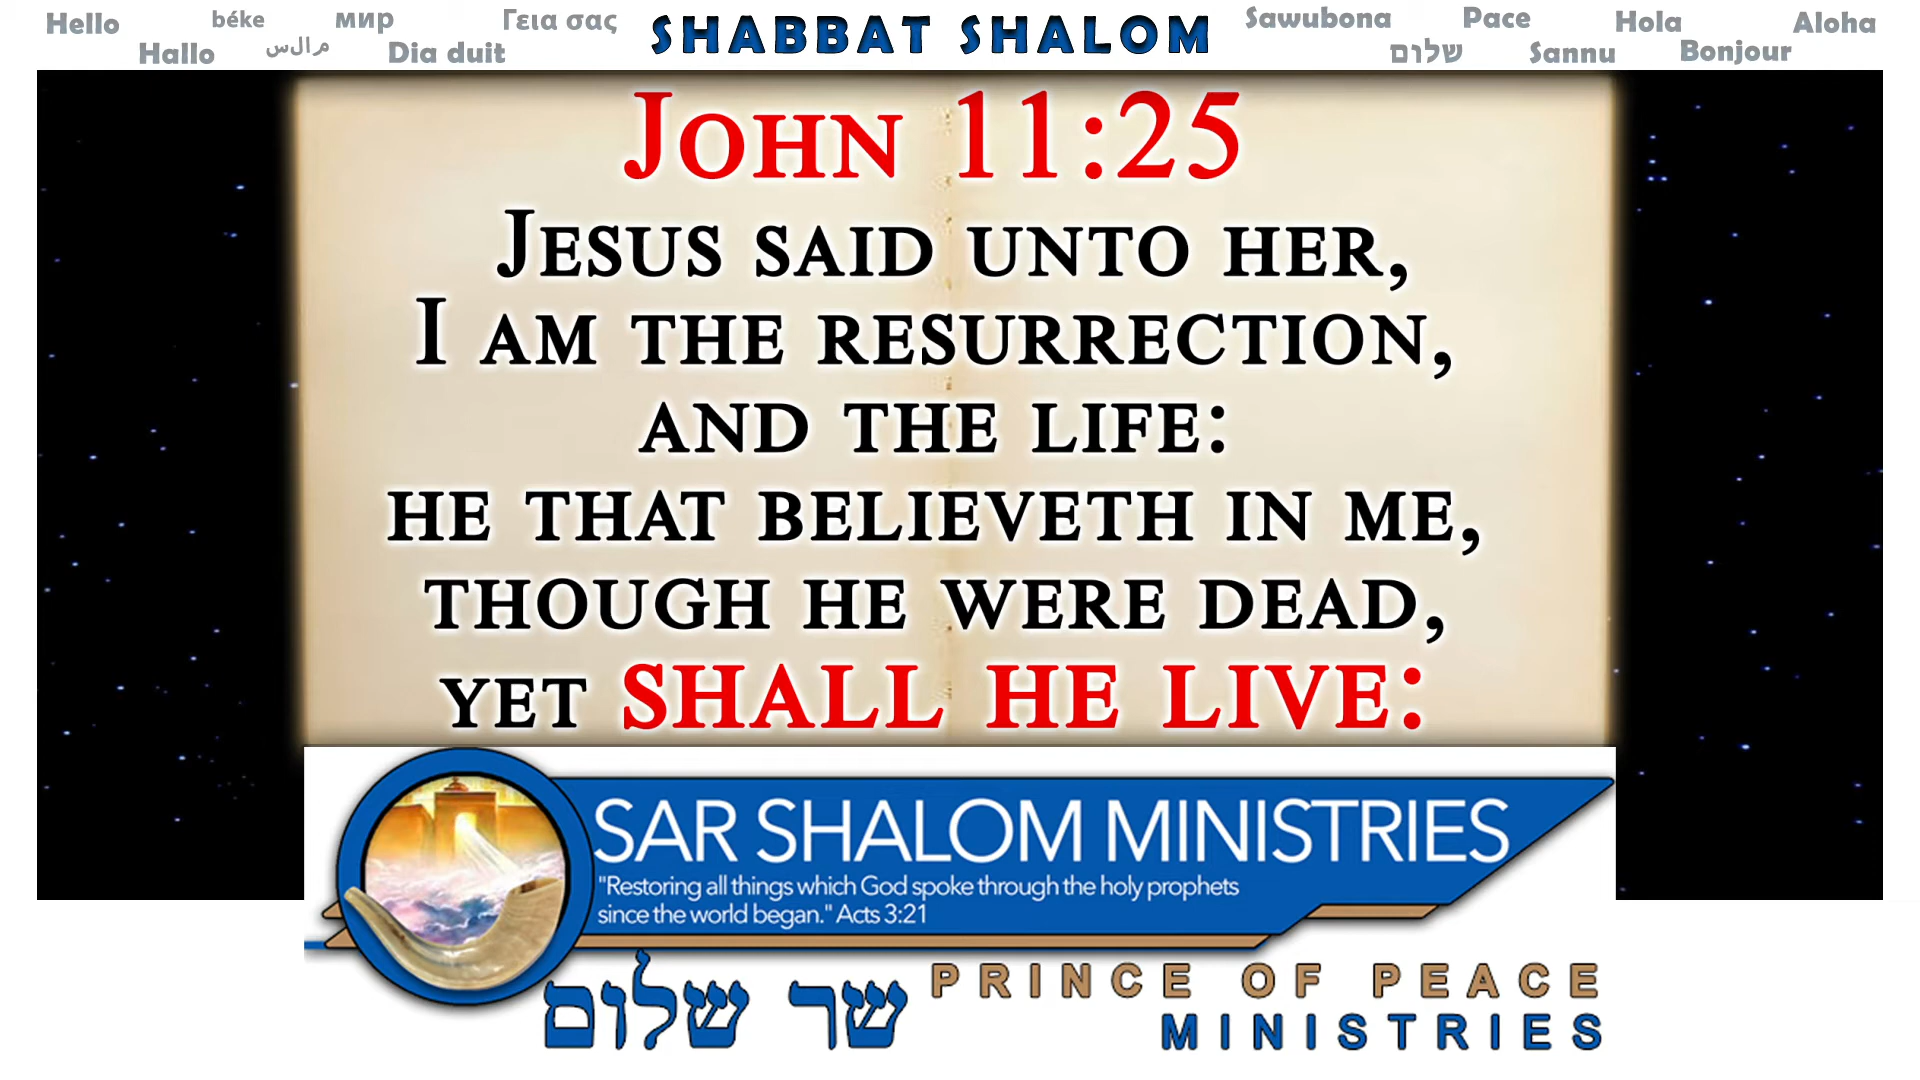 Hello béke мир Γεια σας SHABBAT SHALOM Sawubona Pace Hola Aloha
Hallo سلام Dia duit שלום Sannu Bonjour
JOHN 11:25
JESUS SAID UNTO HER,
I AM THE RESURRECTION,
AND THE LIFE:
HE THAT BELIEVETH IN ME,
THOUGH HE WERE DEAD,
YET SHALL HE LIVE:
SAR SHALOM MINISTRIES
"Restoring all things which God spoke through the holy prophets
since the world began." Acts 3:21
שר שלום
PRINCE OF PEACE
MINISTRIES